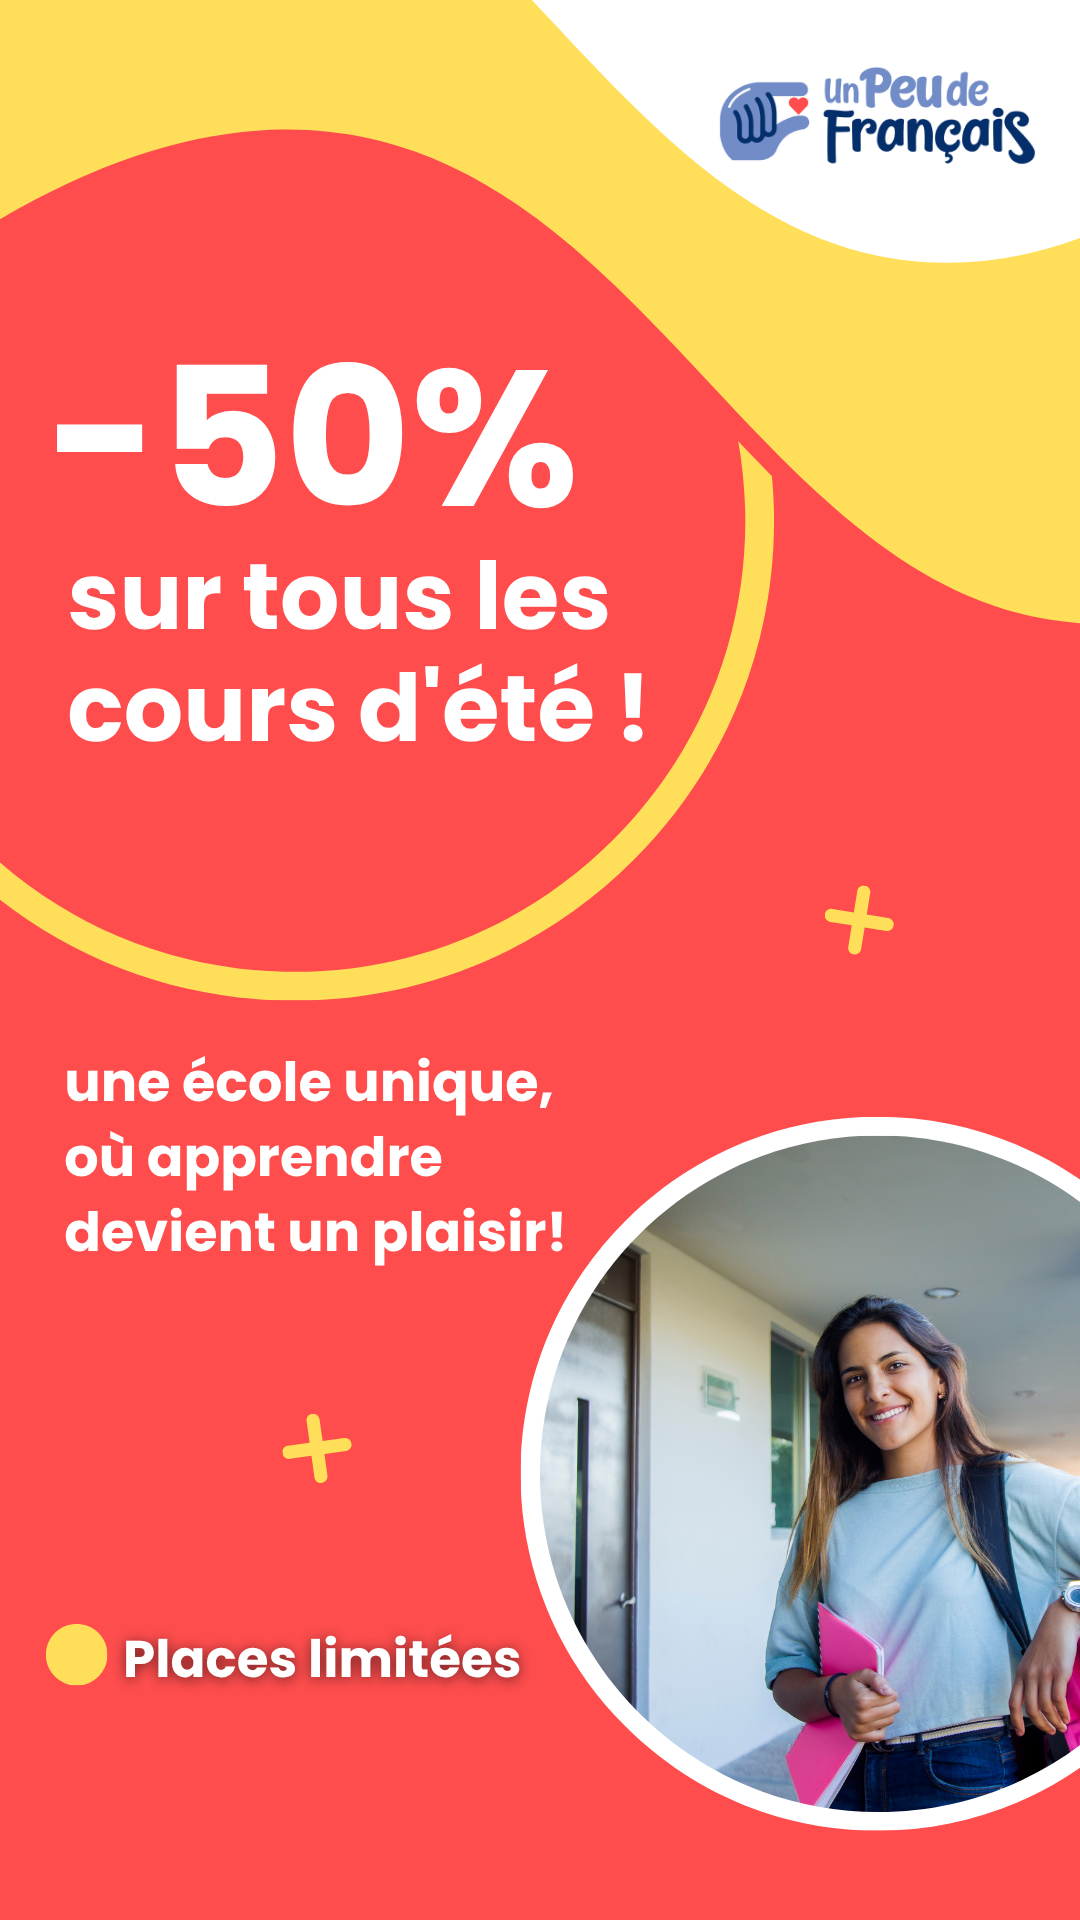 un Peu de
Français
-50%
sur tous les
cours d'été !
une école unique,
où apprendre
devient un plaisir!
Places limitées